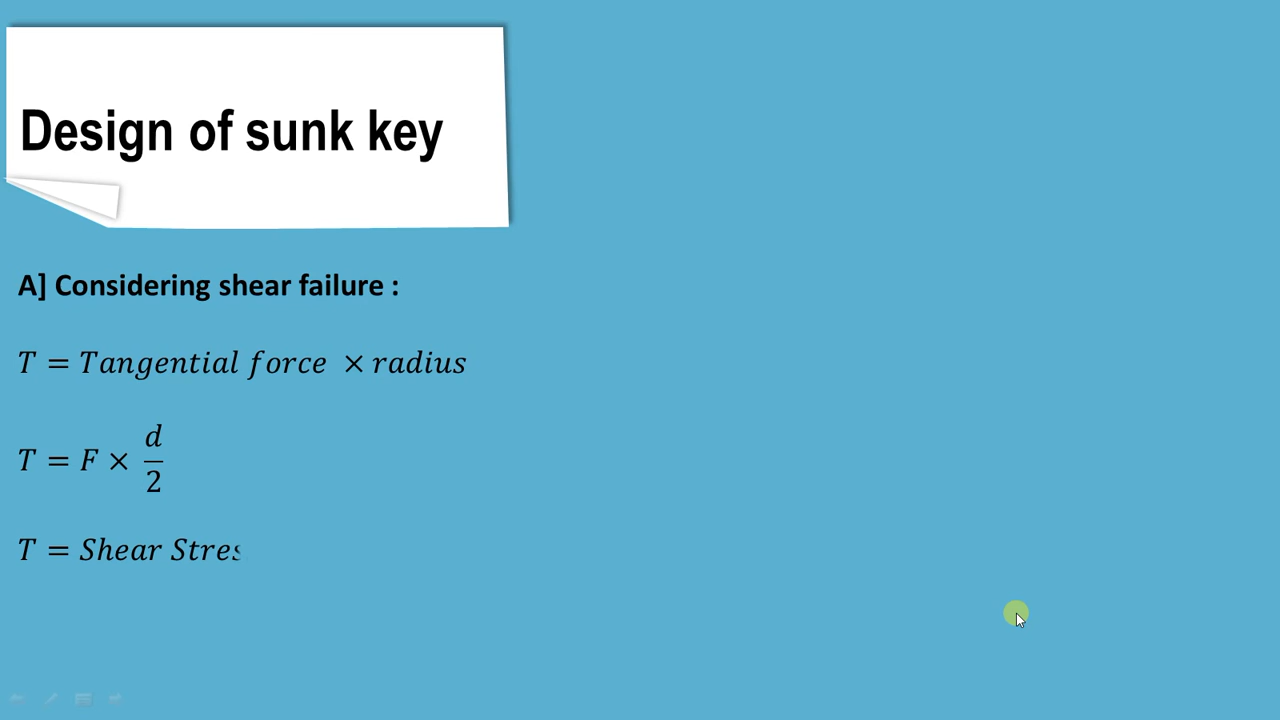 Design of sunk key
A] Considering shear failure :
T = Tangential force × radius
T = F × d/2
T = Shear Stres